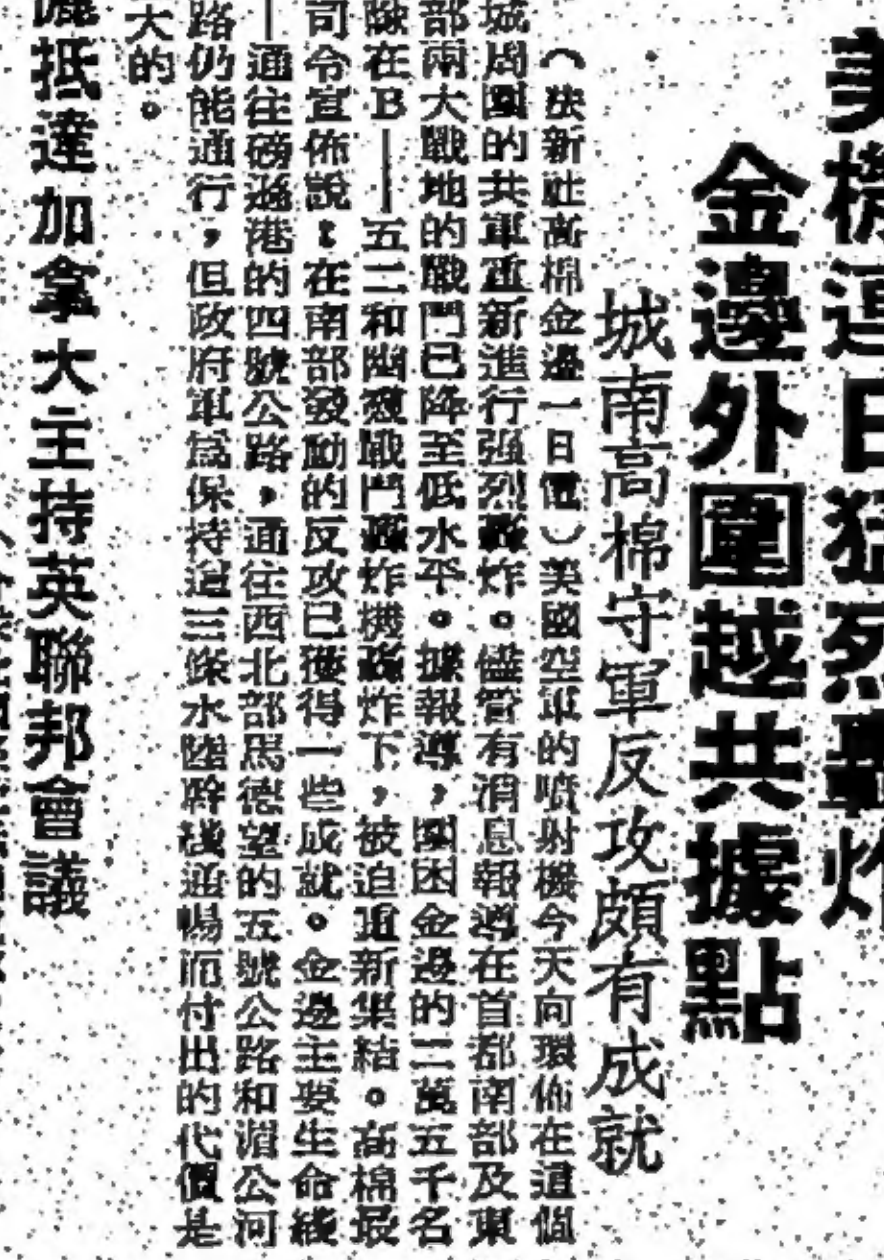 美機連日猛烈轟炸
金邊外圍越共據點
城南高棉守軍反攻頗有成就
（法新社高棉金邊一日電）美國空軍的噴射機今天向環佈在這個
城周圍的共軍重新進行強烈轟炸。儘管有消息報導在首都南部及東
部兩大戰地的戰鬥已降至低水平。據報導，圍困金邊的二萬五千名
在B——五二和幽靈戰鬥轟炸機轟炸下，被迫重新集結。高棉最
司令宣佈說：在南部發動的反攻已獲得一些成就。金邊主要生命綫
——通往磅遜港的四號公路，通往西北部馬德望的五號公路和湄公河
路仍能通行，但政府軍為保持這三條水陸幹綫通暢而付出的代價是
大的。
抵達加拿大主持英聯邦會議